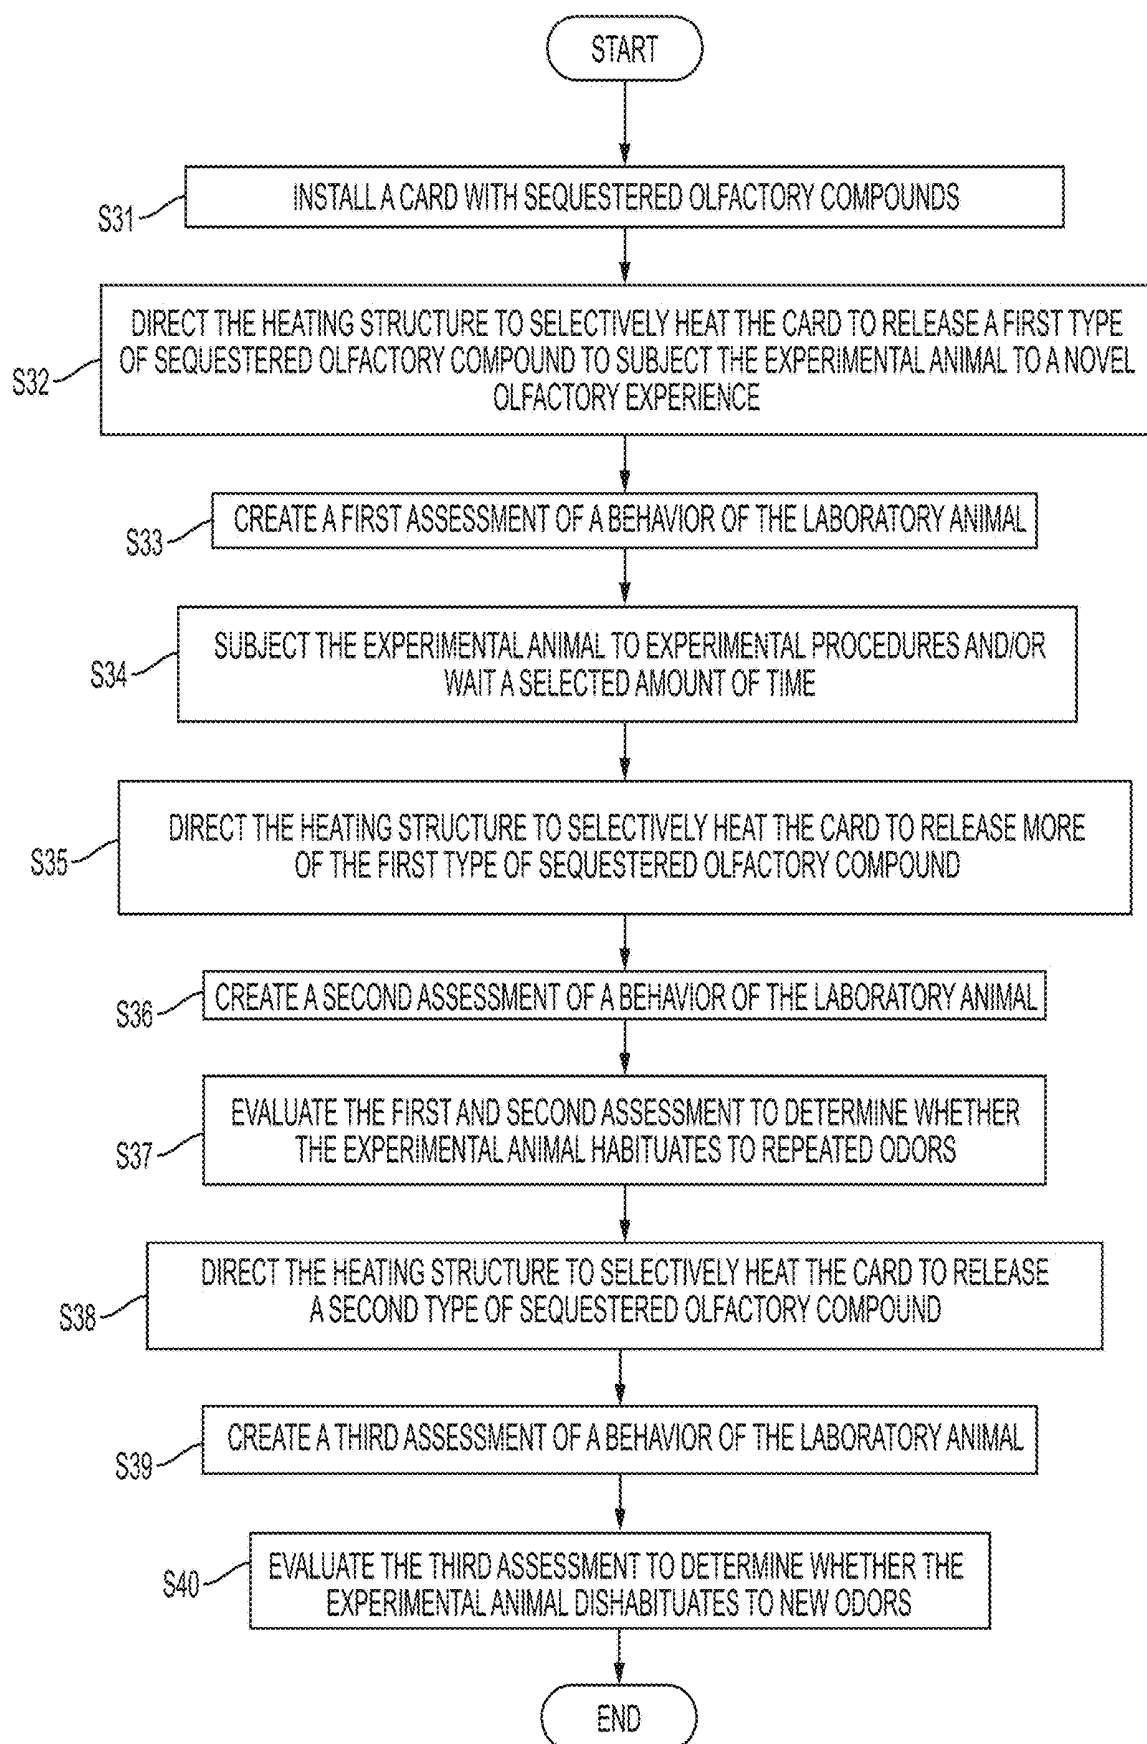 START
S31
INSTALL A CARD WITH SEQUESTERED OLFACTORY COMPOUNDS
S32
DIRECT THE HEATING STRUCTURE TO SELECTIVELY HEAT THE CARD TO RELEASE A FIRST TYPE
OF SEQUESTERED OLFACTORY COMPOUND TO SUBJECT THE EXPERIMENTAL ANIMAL TO A NOVEL
OLFACTORY EXPERIENCE
S33
CREATE A FIRST ASSESSMENT OF A BEHAVIOR OF THE LABORATORY ANIMAL
S34
SUBJECT THE EXPERIMENTAL ANIMAL TO EXPERIMENTAL PROCEDURES AND/OR
WAIT A SELECTED AMOUNT OF TIME
S35
DIRECT THE HEATING STRUCTURE TO SELECTIVELY HEAT THE CARD TO RELEASE MORE
OF THE FIRST TYPE OF SEQUESTERED OLFACTORY COMPOUND
S36
CREATE A SECOND ASSESSMENT OF A BEHAVIOR OF THE LABORATORY ANIMAL
S37
EVALUATE THE FIRST AND SECOND ASSESSMENT TO DETERMINE WHETHER
THE EXPERIMENTAL ANIMAL HABITUATES TO REPEATED ODORS
S38
DIRECT THE HEATING STRUCTURE TO SELECTIVELY HEAT THE CARD TO RELEASE
A SECOND TYPE OF SEQUESTERED OLFACTORY COMPOUND
S39
CREATE A THIRD ASSESSMENT OF A BEHAVIOR OF THE LABORATORY ANIMAL
S40
EVALUATE THE THIRD ASSESSMENT TO DETERMINE WHETHER THE
EXPERIMENTAL ANIMAL DISHABITUATES TO NEW ODORS
END